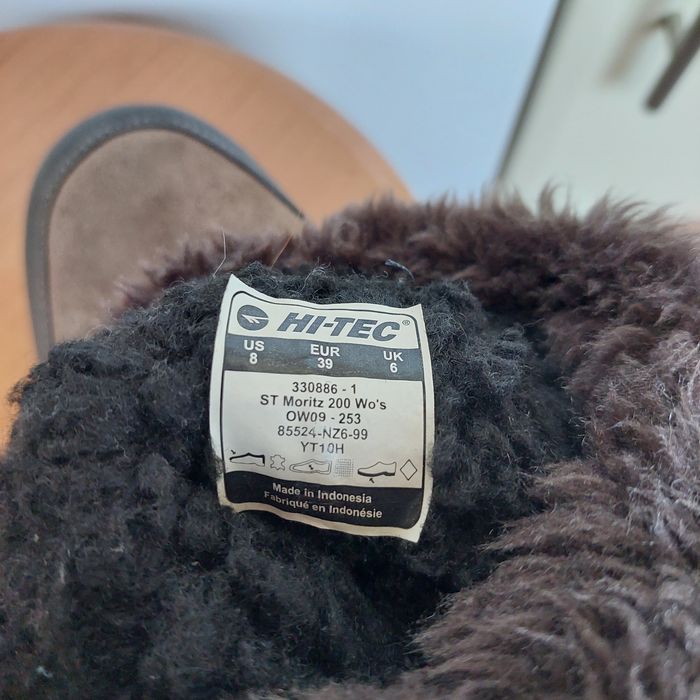 HI-TEC®
US EUR UK
8 39 6
330886 - 1
ST Moritz 200 Wo's
OW09 - 253
85524-NZ6-99
YT10H
Made in Indonesia
Fabriqué en Indonésie